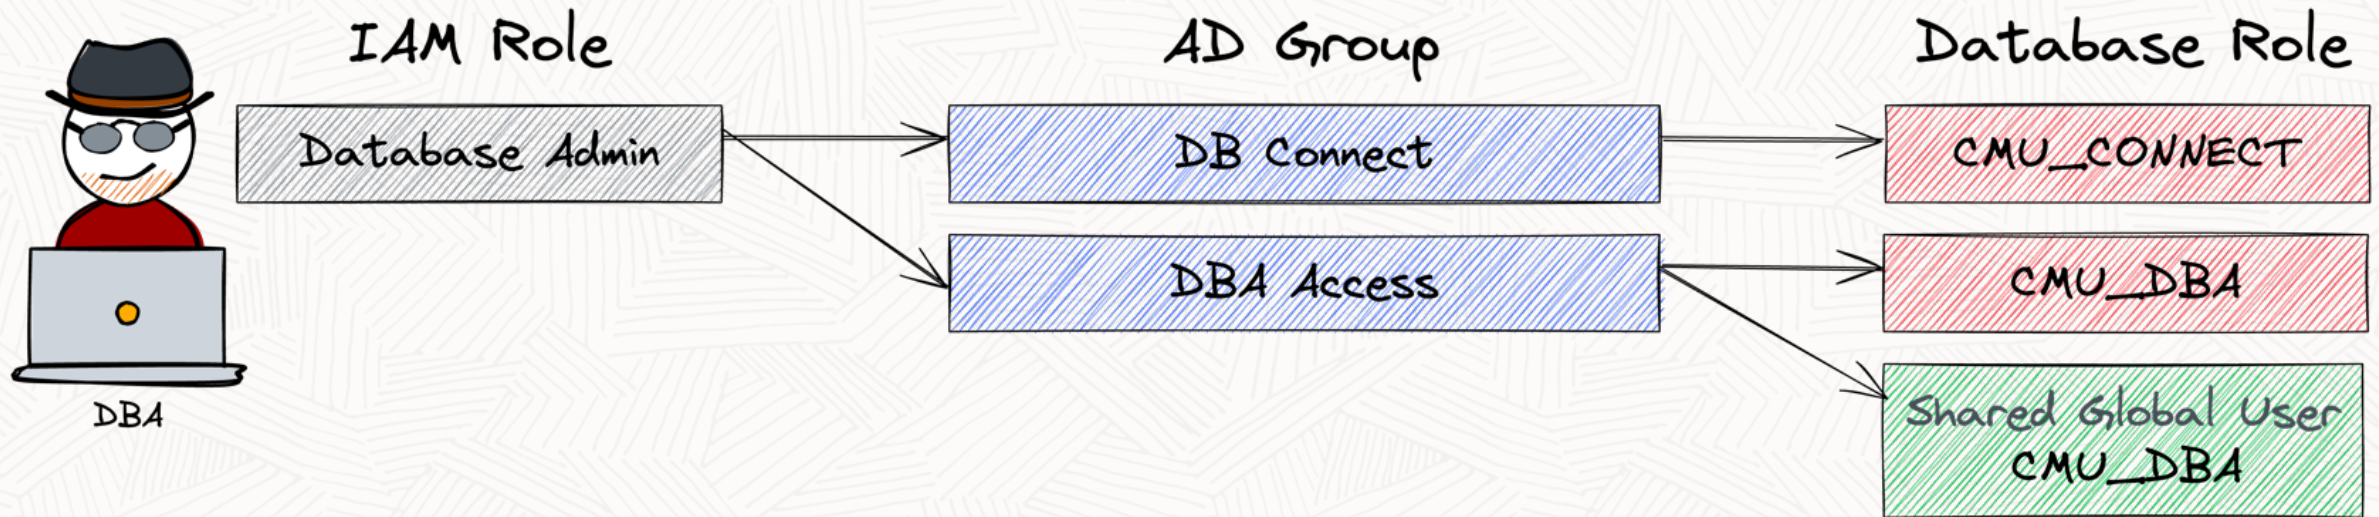 IAM Role
AD Group
Database Role
Database Admin
DB Connect
CMU_CONNECT
DBA Access
CMU_DBA
Shared Global User
CMU_DBA
DBA